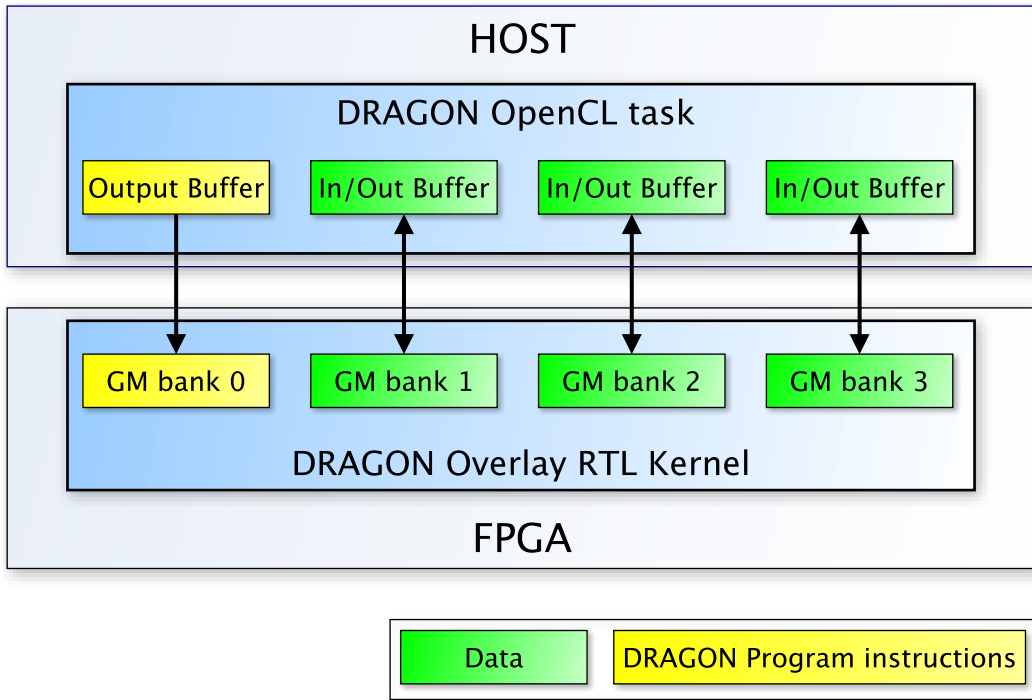 HOST
DRAGON OpenCL task
Output Buffer In/Out Buffer In/Out Buffer In/Out Buffer
GM bank 0 GM bank 1 GM bank 2 GM bank 3
DRAGON Overlay RTL Kernel
FPGA
Data DRAGON Program instructions